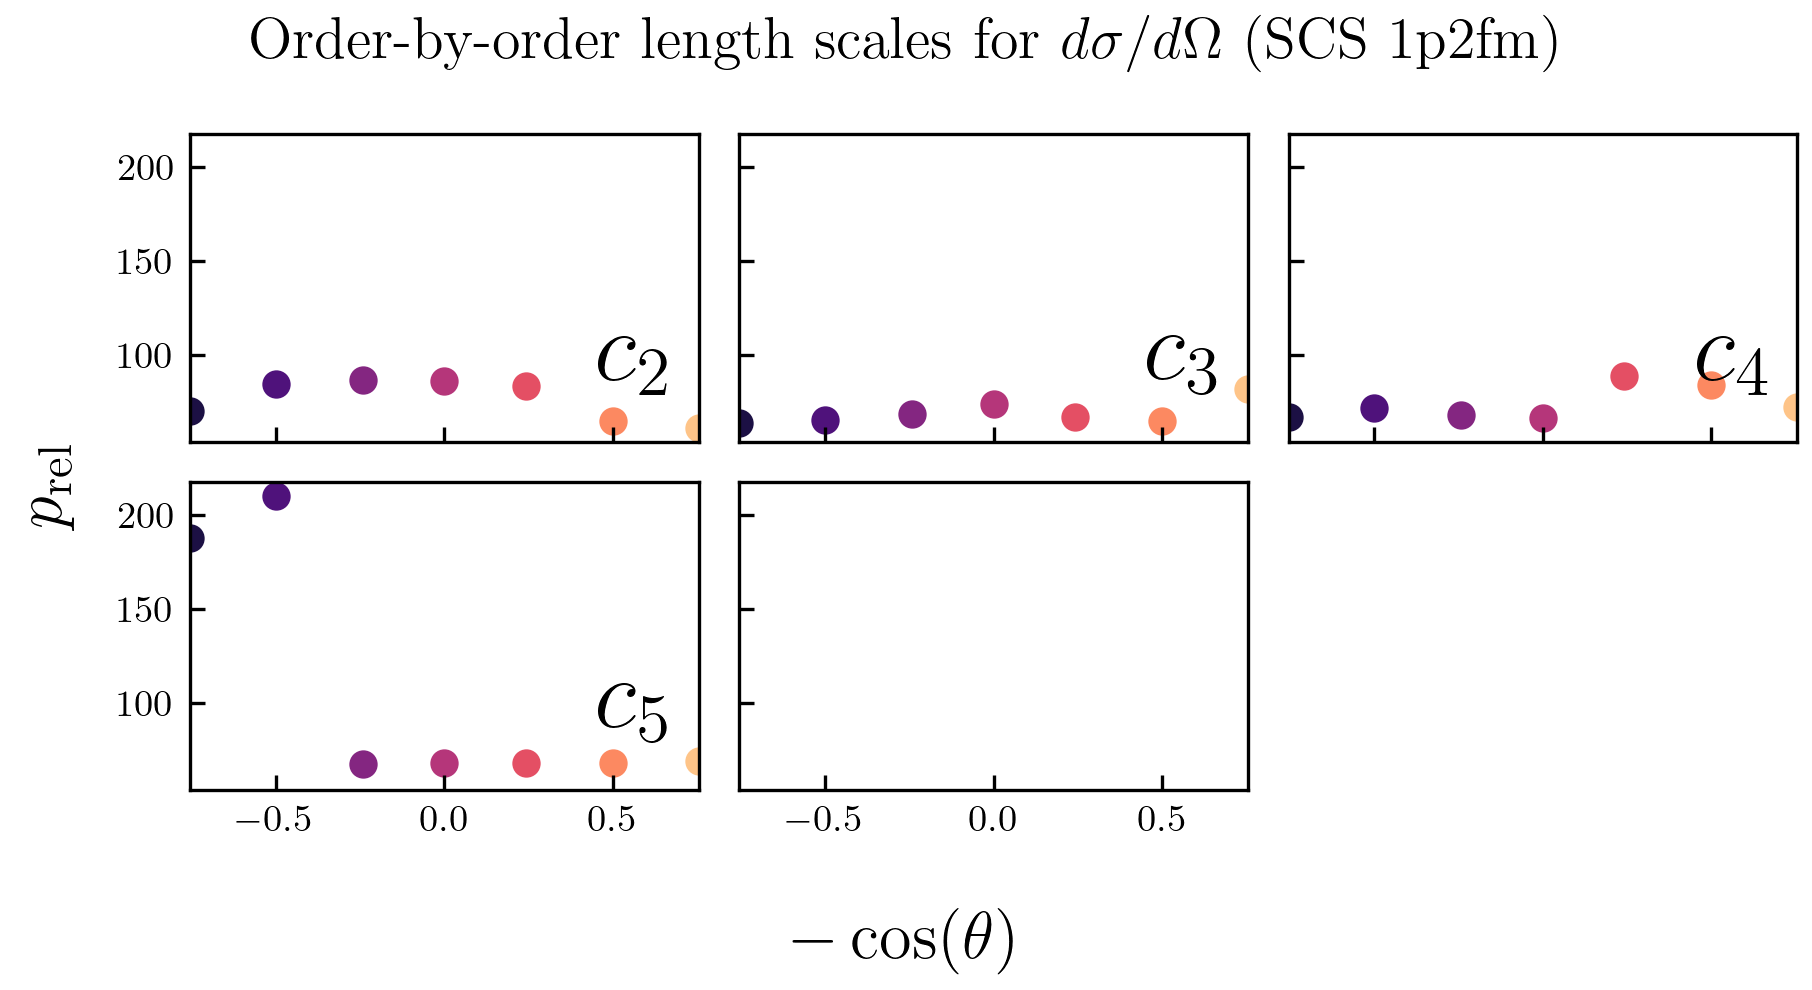 Order-by-order length scales for dσ/dΩ (SCS 1p2fm)
200
150
100
c₂
c₃
c₄
p_rel
200
150
100
c₅
−0.5 0.0 0.5
−0.5 0.0 0.5
− cos(θ)